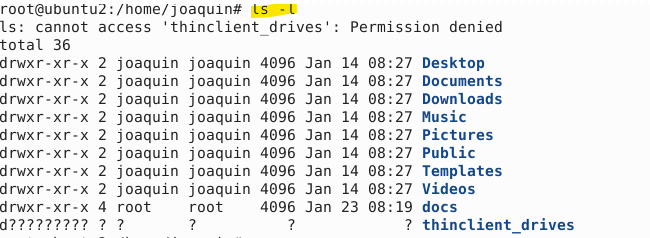 root@ubuntu2:/home/joaquin# ls -l
ls: cannot access 'thinclient_drives': Permission denied
total 36
drwxr-xr-x 2 joaquin joaquin 4096 Jan 14 08:27 Desktop
drwxr-xr-x 2 joaquin joaquin 4096 Jan 14 08:27 Documents
drwxr-xr-x 2 joaquin joaquin 4096 Jan 14 08:27 Downloads
drwxr-xr-x 2 joaquin joaquin 4096 Jan 14 08:27 Music
drwxr-xr-x 2 joaquin joaquin 4096 Jan 14 08:27 Pictures
drwxr-xr-x 2 joaquin joaquin 4096 Jan 14 08:27 Public
drwxr-xr-x 2 joaquin joaquin 4096 Jan 14 08:27 Templates
drwxr-xr-x 2 joaquin joaquin 4096 Jan 14 08:27 Videos
drwxr-xr-x 4 root    root    4096 Jan 23 08:19 docs
d????????? ? ?       ?          ?            ? thinclient_drives